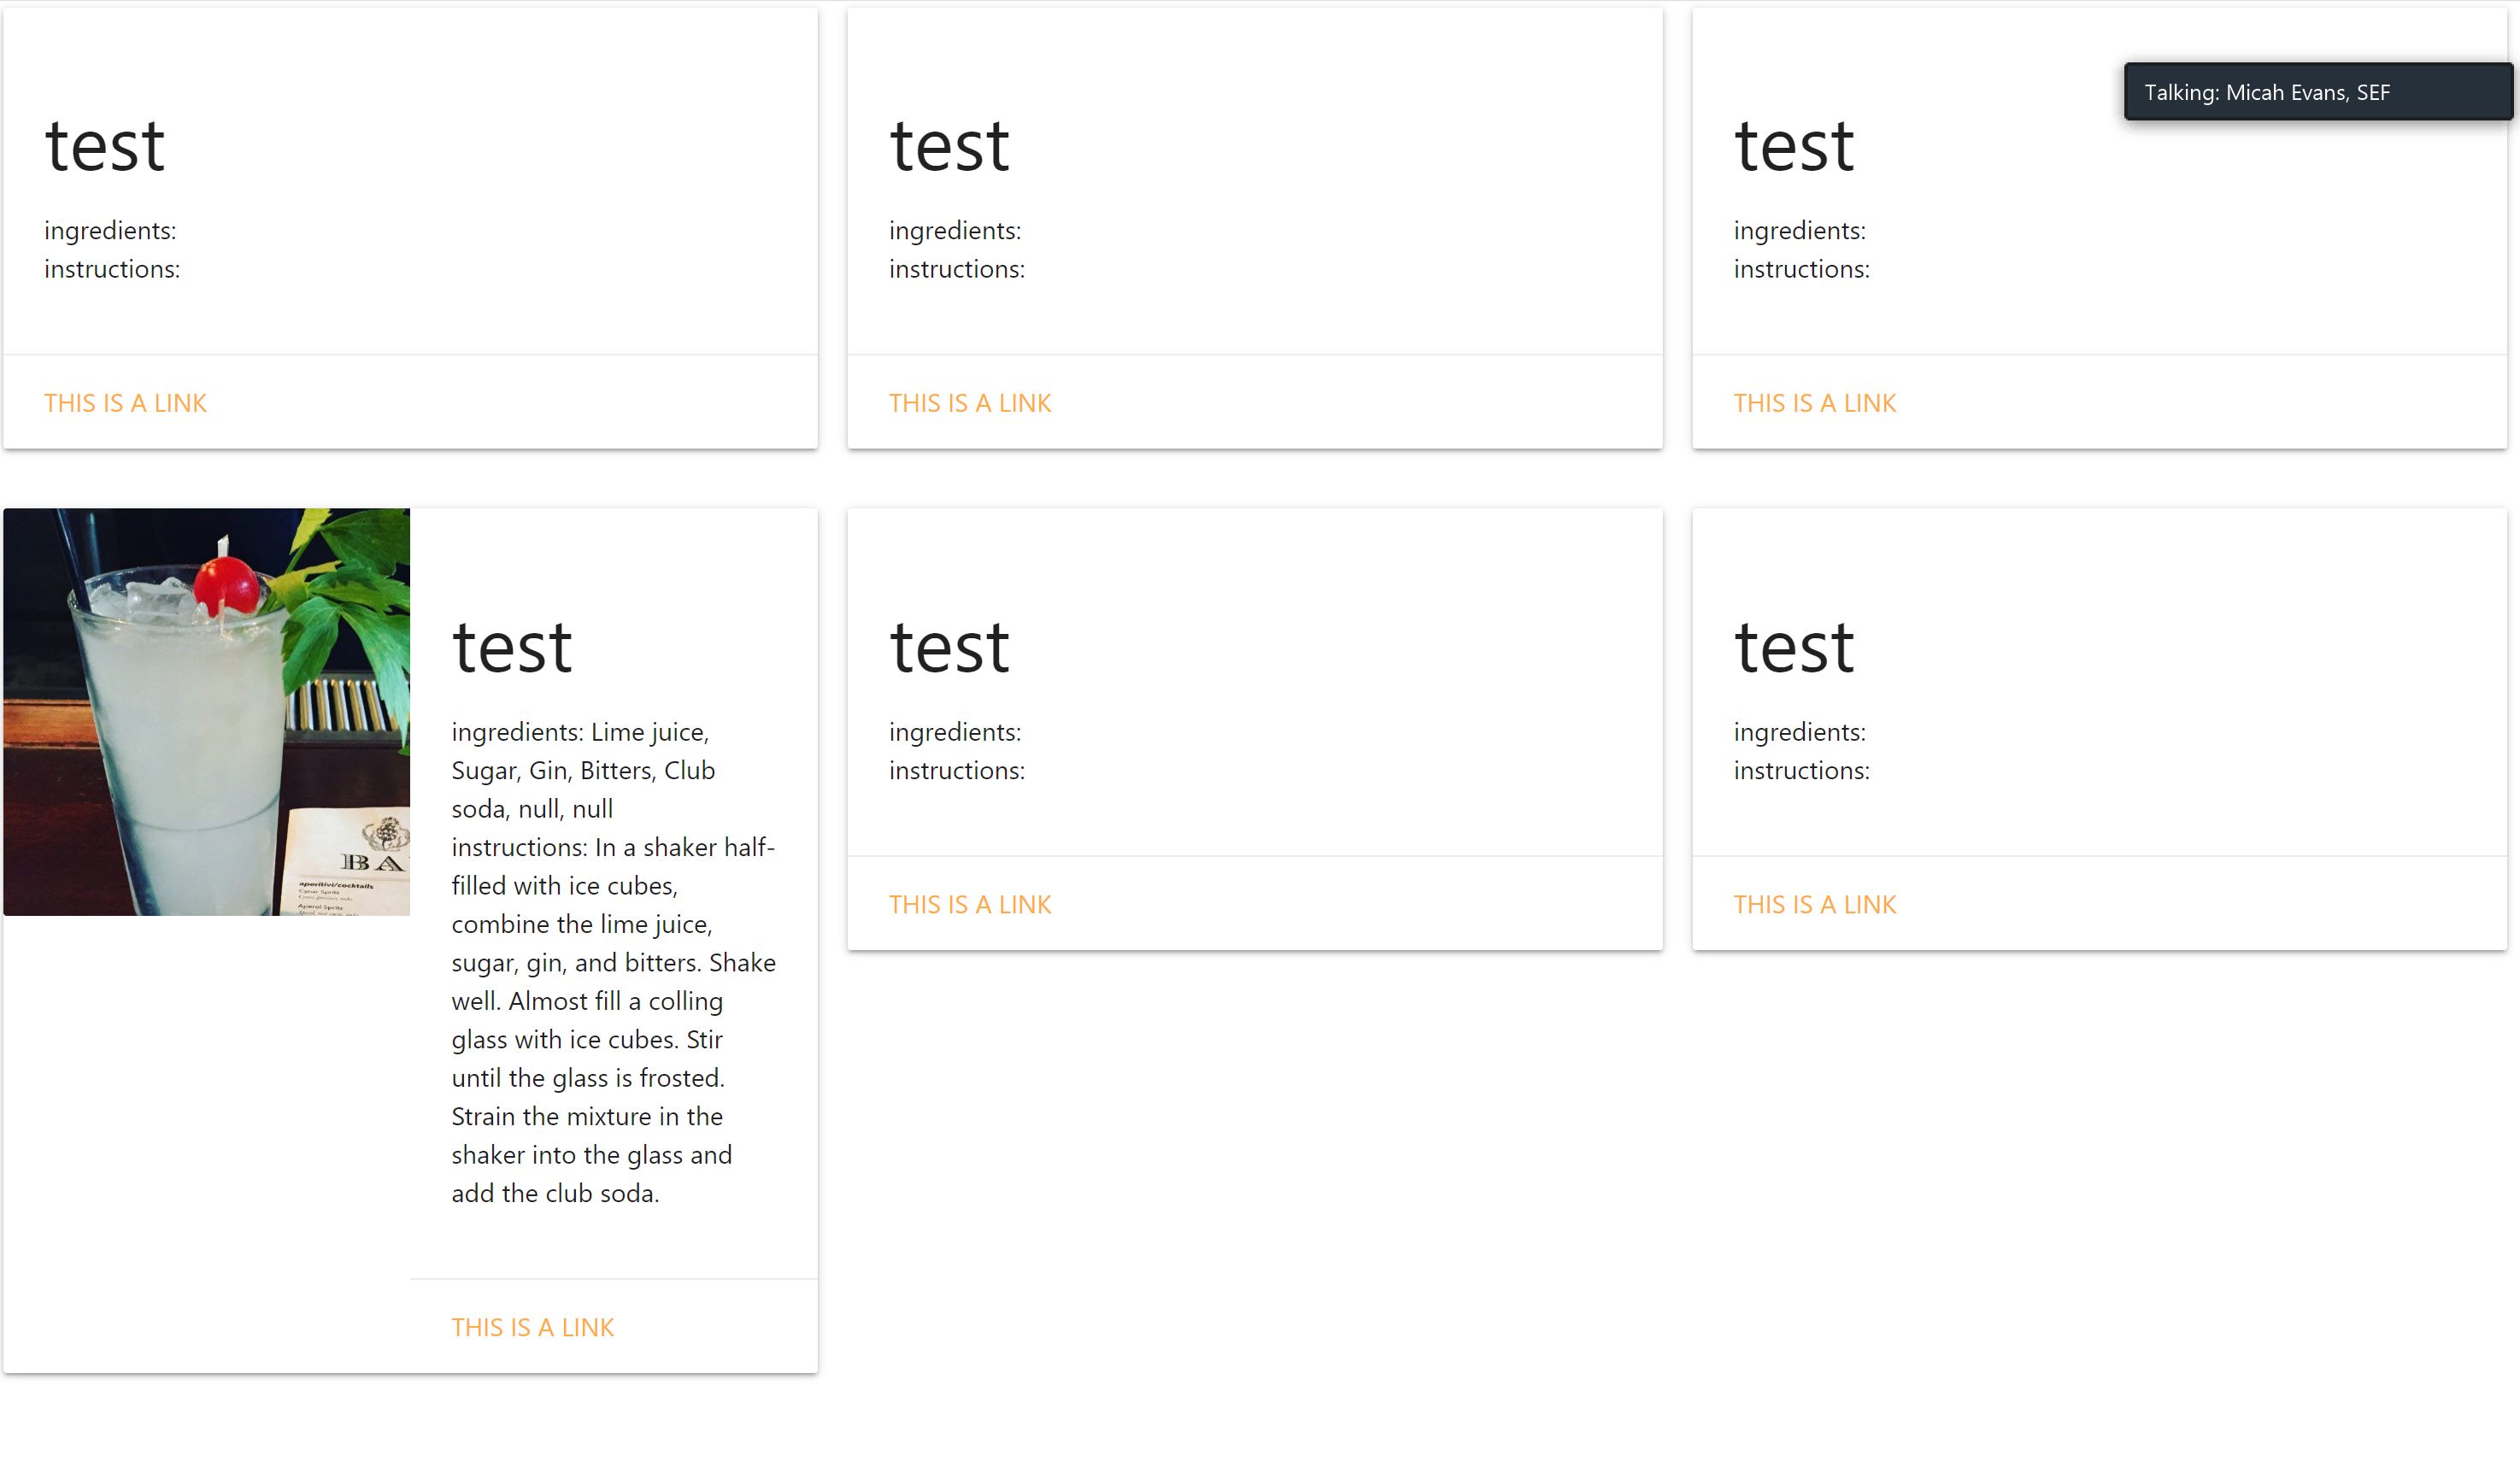 test
ingredients:
instructions:
THIS IS A LINK
test
ingredients:
instructions:
THIS IS A LINK
Talking: Micah Evans, SEF
test
ingredients:
instructions:
THIS IS A LINK
BA
aperitivi/cocktails
Cynar Spritz
Aperol Spritz
test
ingredients: Lime juice,
Sugar, Gin, Bitters, Club
soda, null, null
instructions: In a shaker half-
filled with ice cubes,
combine the lime juice,
sugar, gin, and bitters. Shake
well. Almost fill a colling
glass with ice cubes. Stir
until the glass is frosted.
Strain the mixture in the
shaker into the glass and
add the club soda.
THIS IS A LINK
test
ingredients:
instructions:
THIS IS A LINK
test
ingredients:
instructions:
THIS IS A LINK